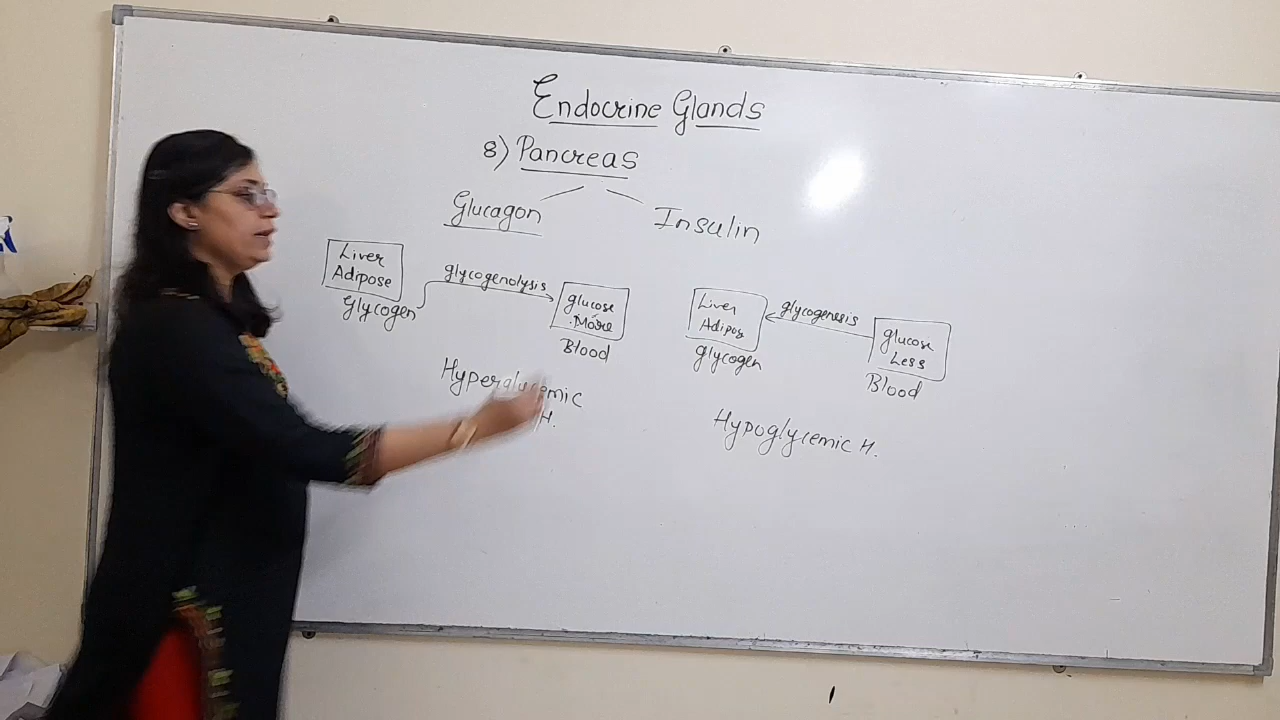 Endocrine Glands
8) Pancreas
Glucagon
Insulin
Liver
Adipose
Glycogen
glycogenolysis
glucose
More
Blood
Hyperglycemic
H.
Liver
Adipos
glycogen
glycogenesis
glucose
Less
Blood
Hypoglycemic H.